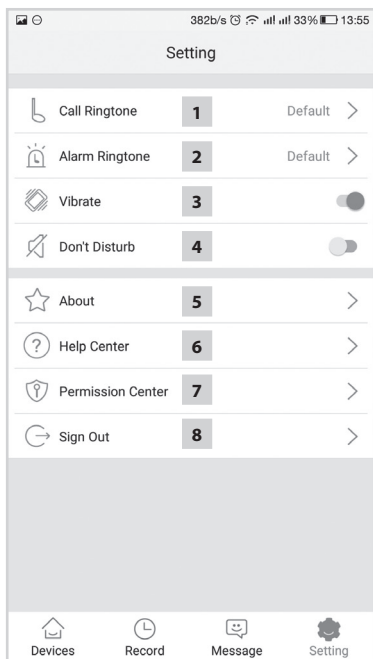 382b/s 33% 13:55
Setting
Call Ringtone 1 Default
Alarm Ringtone 2 Default
Vibrate 3
Don't Disturb 4
About 5
? Help Center 6
Permission Center 7
Sign Out 8
Devices Record Message Setting